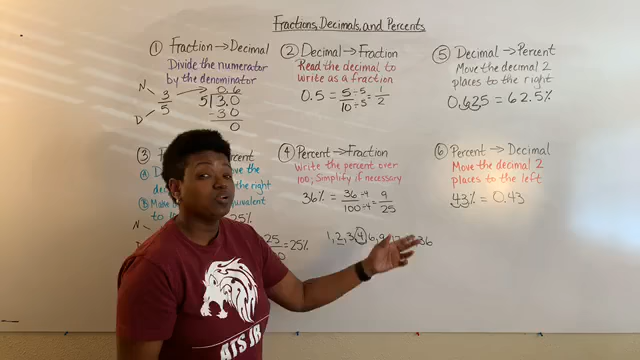 Fractions, Decimals, and Percents
① Fraction → Decimal
Divide the numerator
by the denominator
N
D
3/5
0.6
5 | 3.0
-30
0
② Decimal → Fraction
Read the decimal to
write as a fraction
0.5 = 5/10 ÷5/÷5 = 1/2
③
④ Percent → Fraction
Write the percent over
100; Simplify if necessary
36% = 36/100 ÷4/÷4 = 9/25
1, 2, 3, 4, 6, 9, 36
⑤ Decimal → Percent
Move the decimal 2
places to the right
0.625 = 62.5%
⑥ Percent → Decimal
Move the decimal 2
places to the left
43% = 0.43
the right
25%
N
25
= 25%
ATS JR